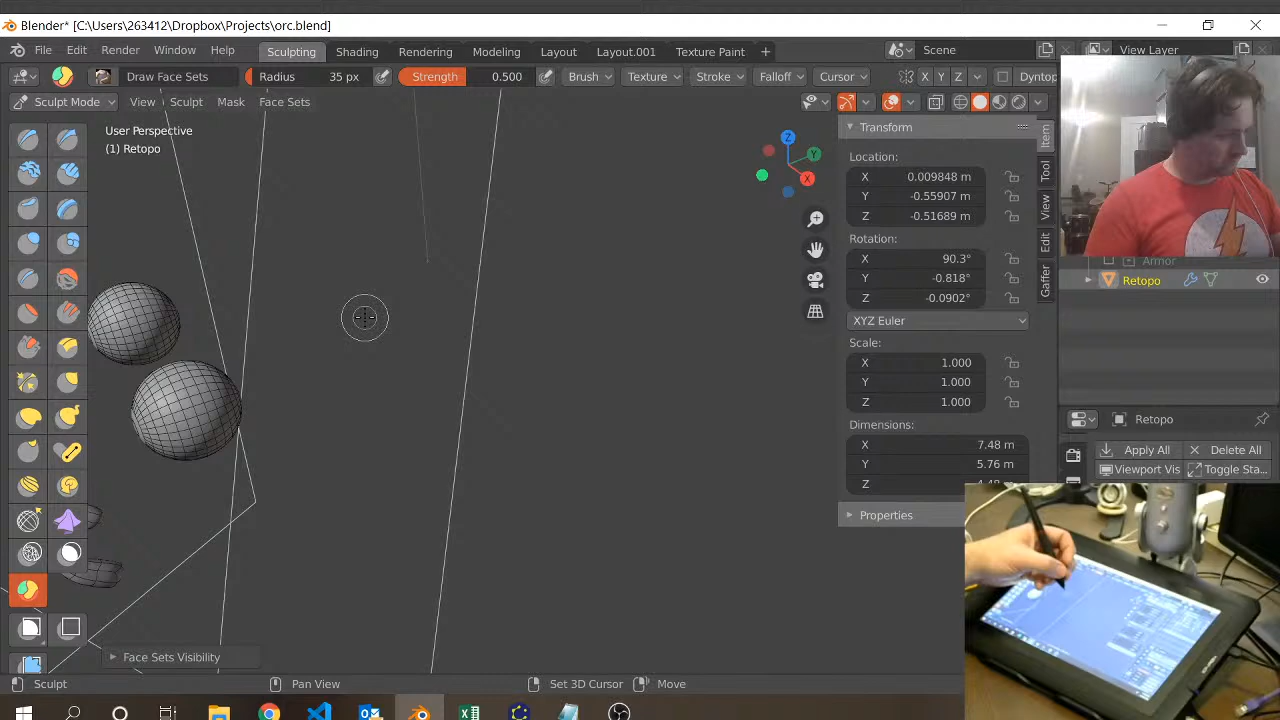 Blender* [C:\Users\263412\Dropbox\Projects\orc.blend]
File Edit Render Window Help Sculpting Shading Rendering Modeling Layout Layout.001 Texture Paint + Scene View Layer
Draw Face Sets Radius 35 px Strength 0.500 Brush Texture Stroke Falloff Cursor X Y Z Dyntop
Sculpt Mode View Sculpt Mask Face Sets
User Perspective
(1) Retopo
Z
Y
X
Transform
Location:
X 0.009848 m
Y -0.55907 m
Z -0.51689 m
Rotation:
X 90.3°
Y -0.818°
Z -0.0902°
XYZ Euler
Scale:
X 1.000
Y 1.000
Z 1.000
Dimensions:
X 7.48 m
Y 5.76 m
Z 4.48 m
Properties
Item
Tool
View
Edit
Gaffer
Armor
Retopo
Retopo
Apply All Delete All
Viewport Vis Toggle Sta...
Face Sets Visibility
Sculpt Pan View Set 3D Cursor Move